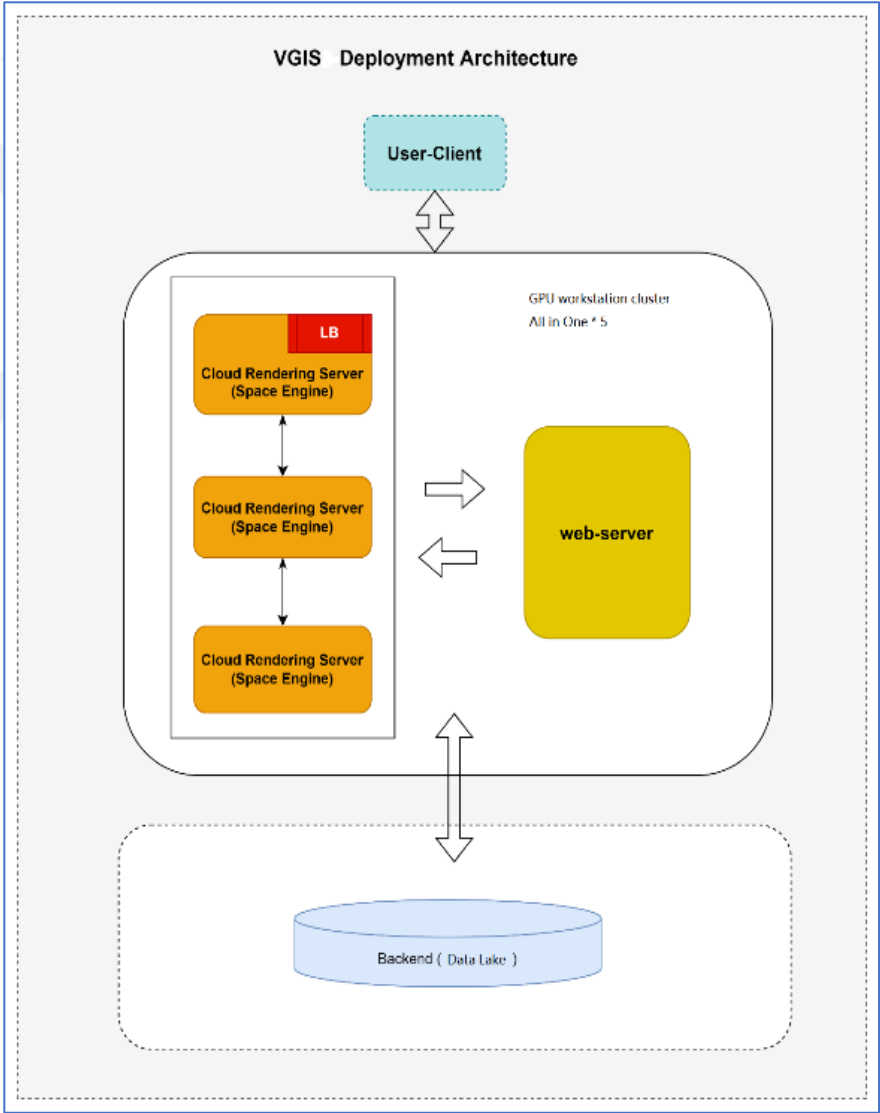 VGIS Deployment Architecture
User-Client
GPU workstation cluster
All in One * 5
LB
Cloud Rendering Server
(Space Engine)
Cloud Rendering Server
(Space Engine)
web-server
Cloud Rendering Server
(Space Engine)
Backend ( Data Lake )